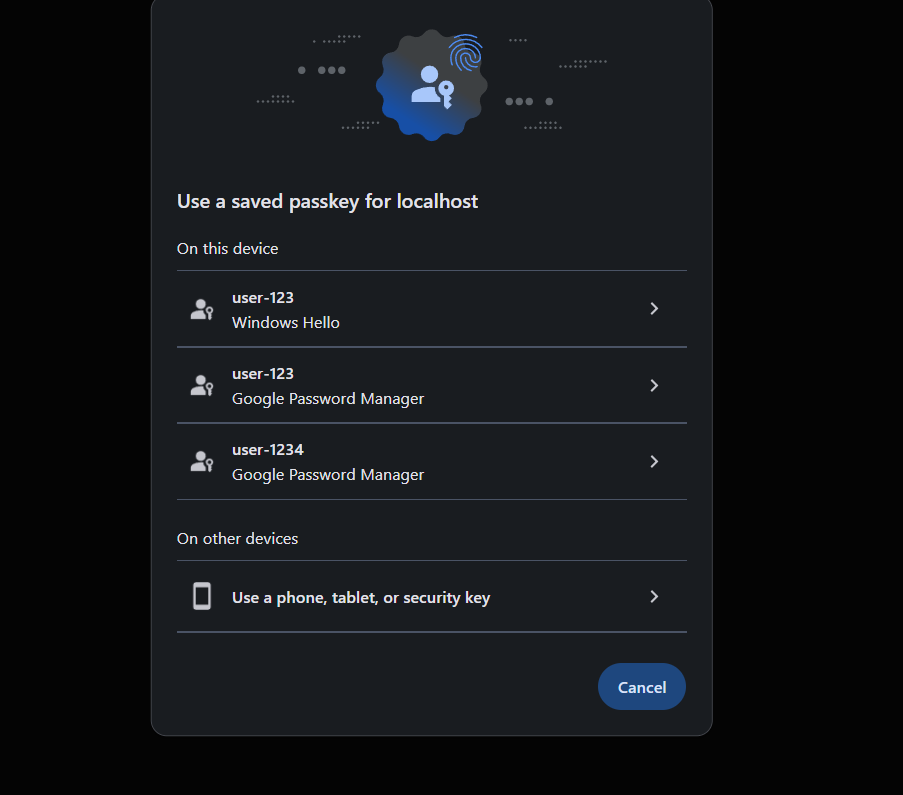 Use a saved passkey for localhost
On this device
user-123
Windows Hello
user-123
Google Password Manager
user-1234
Google Password Manager
On other devices
Use a phone, tablet, or security key
Cancel